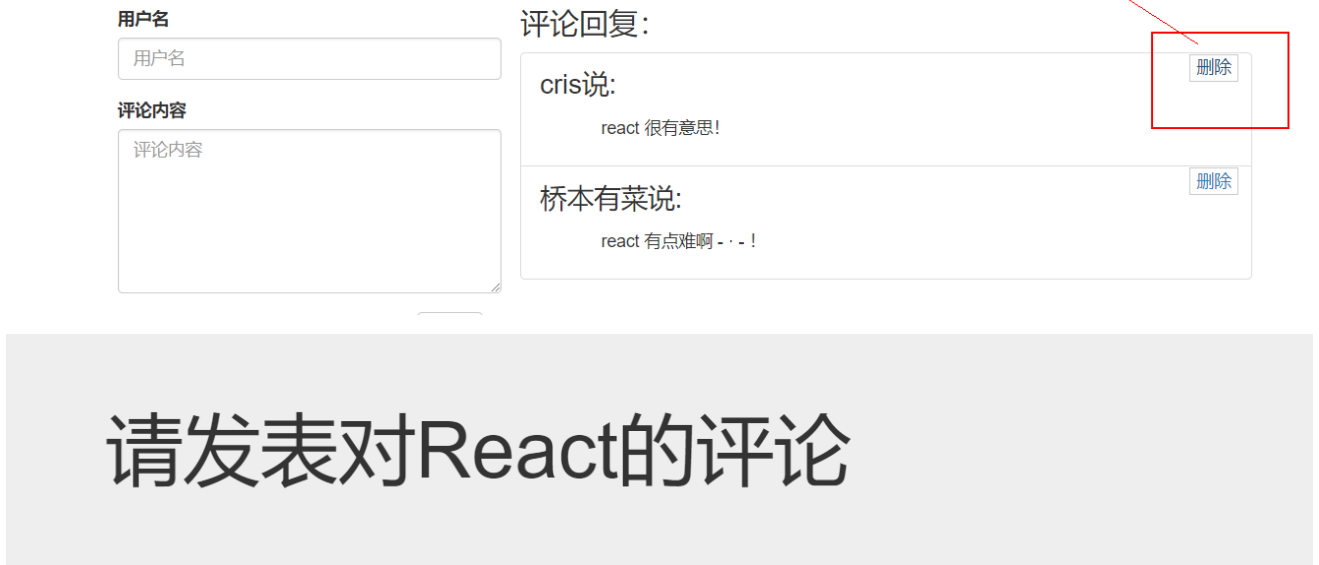 用户名
用户名
评论内容
评论内容
评论回复：
cris说:
删除
react 很有意思！
桥本有菜说:
删除
react 有点难啊 - · - ！
请发表对React的评论